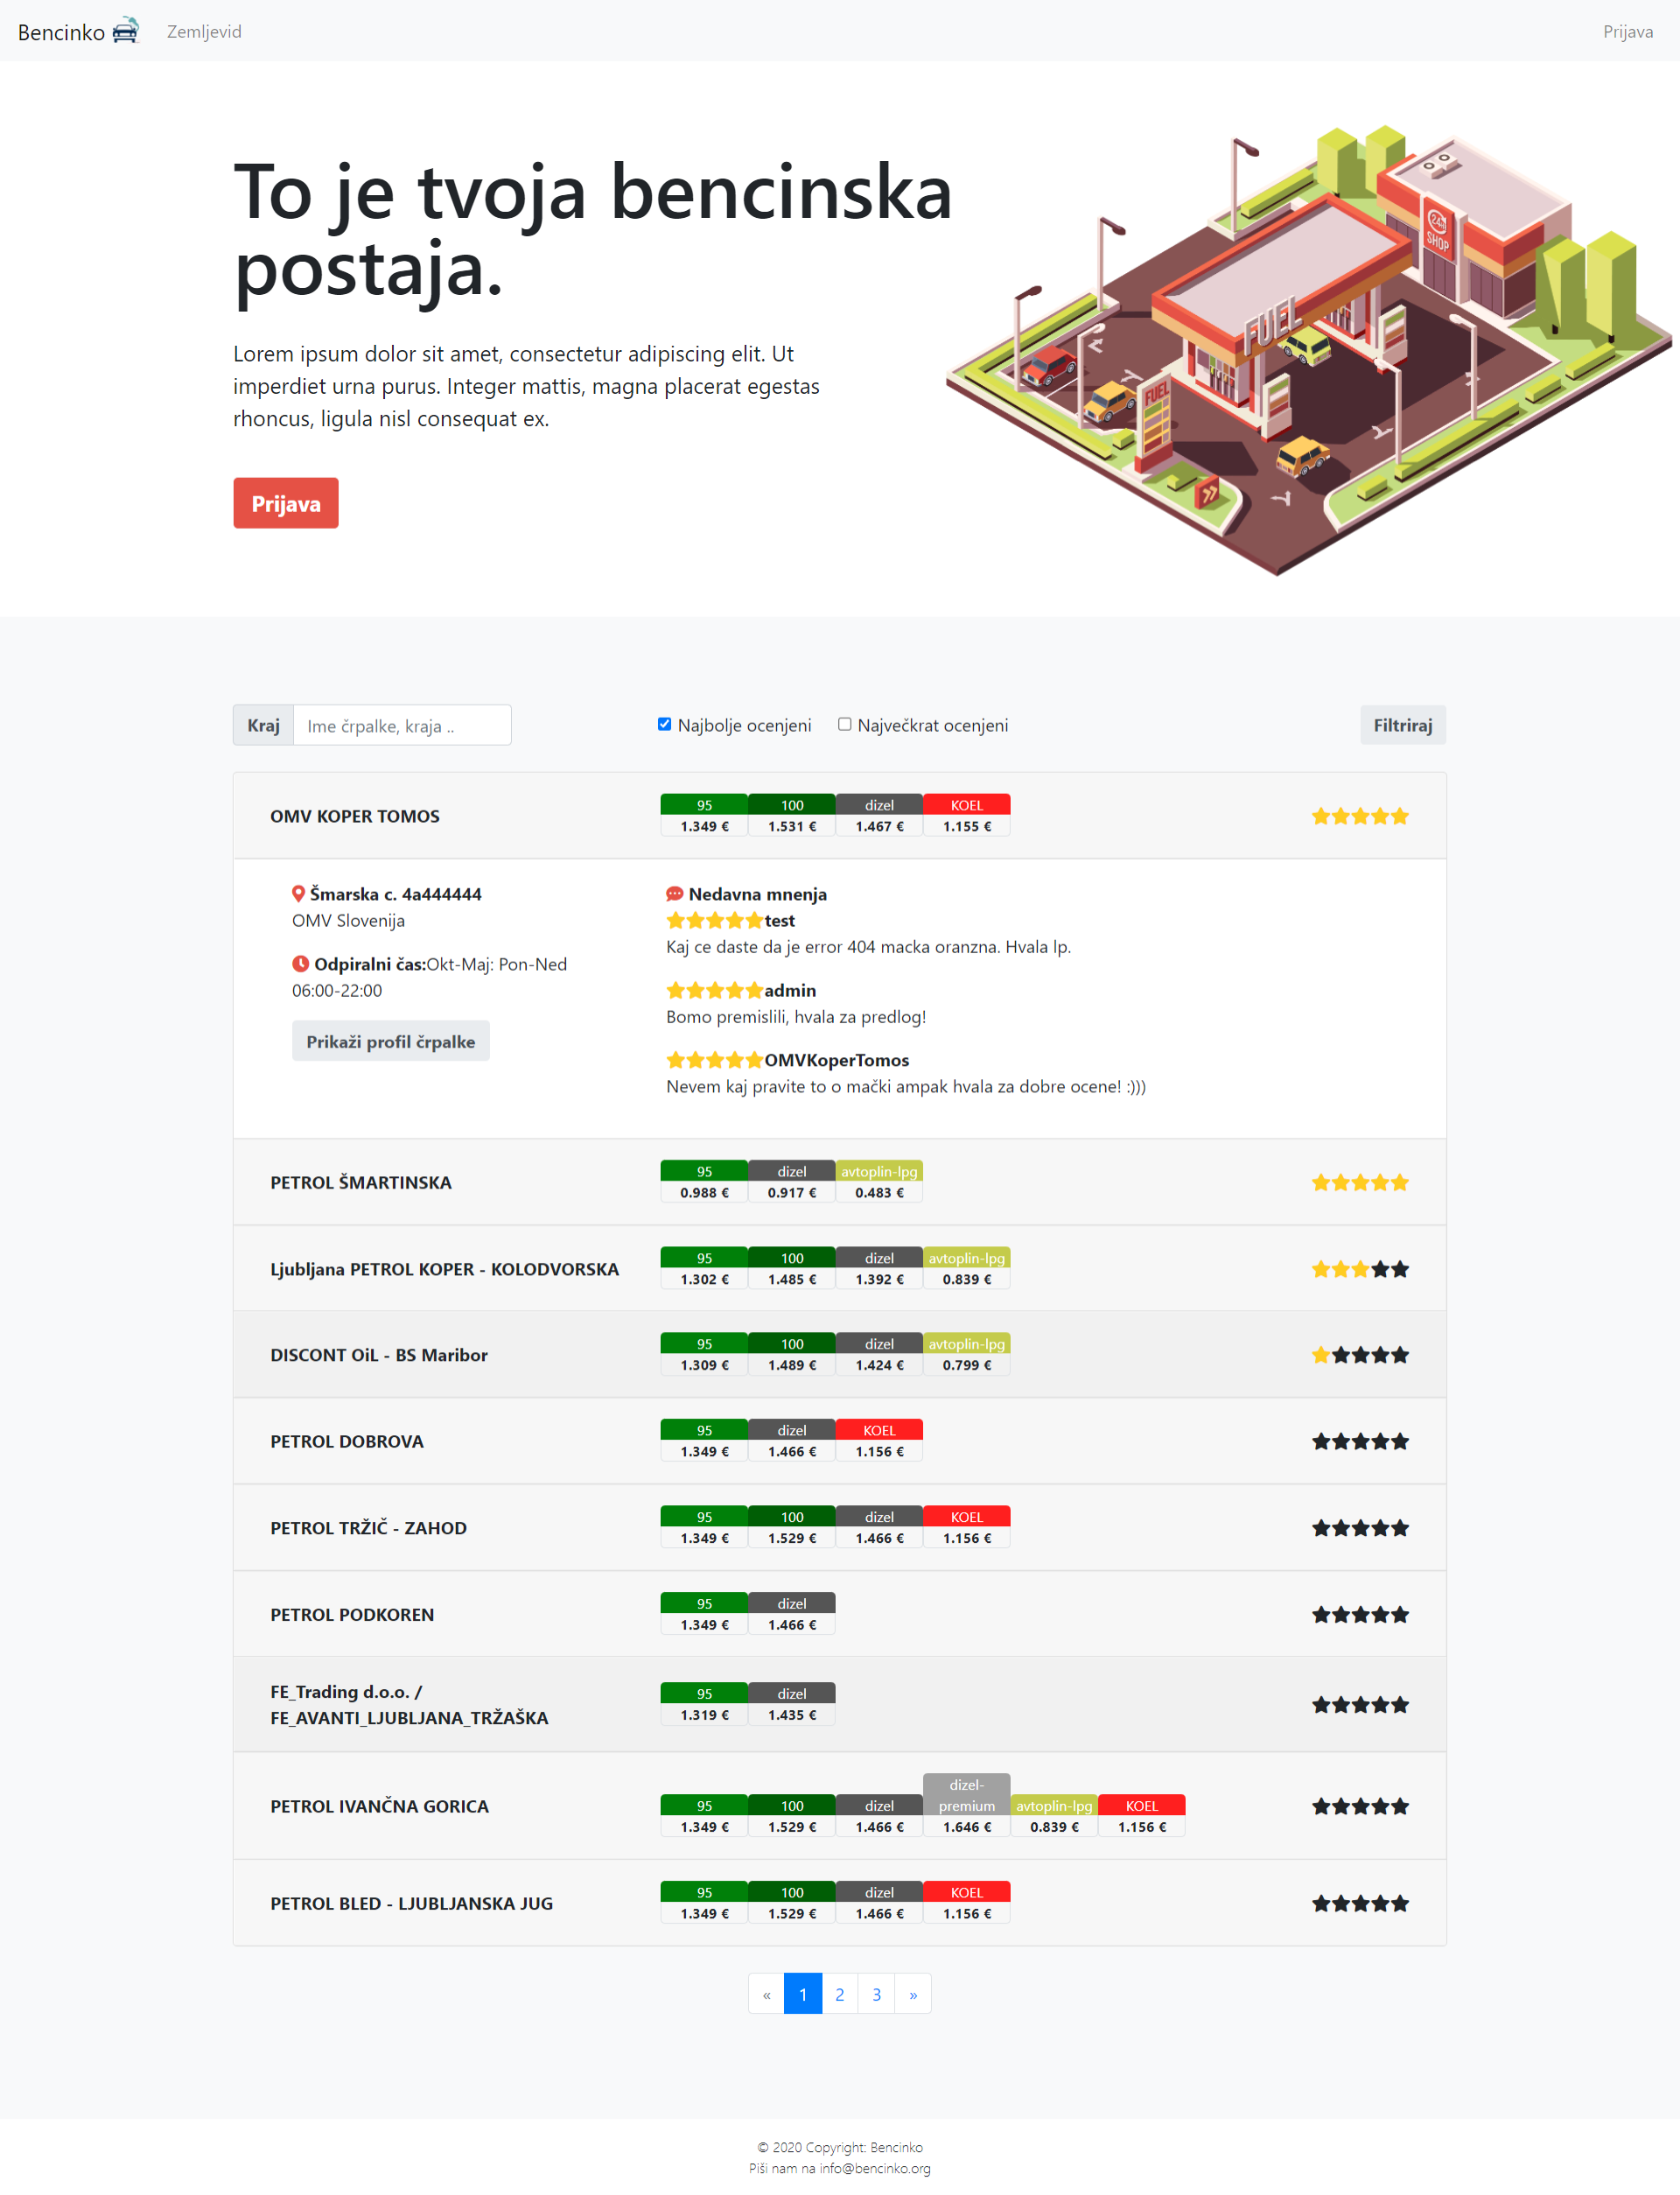 Bencinko Zemljevid Prijava
To je tvoja bencinska
postaja.
Lorem ipsum dolor sit amet, consectetur adipiscing elit. Ut
imperdiet urna purus. Integer mattis, magna placerat egestas
rhoncus, ligula nisl consequat ex.
Prijava
24H
SHOP
FUEL
FUEL
Kraj Ime črpalke, kraja .. Najbolje ocenjeni Največkrat ocenjeni Filtriraj
OMV KOPER TOMOS
95 100 dizel KOEL
1.349 € 1.531 € 1.467 € 1.155 €
Šmarska c. 4a444444
OMV Slovenija
Odpiralni čas:Okt-Maj: Pon-Ned
06:00-22:00
Prikaži profil črpalke
Nedavna mnenja
test
Kaj ce daste da je error 404 macka oranzna. Hvala lp.
admin
Bomo premislili, hvala za predlog!
OMVKoperTomos
Nevem kaj pravite to o mački ampak hvala za dobre ocene! :)))
PETROL ŠMARTINSKA
95 dizel avtoplin-lpg
0.988 € 0.917 € 0.483 €
Ljubljana PETROL KOPER - KOLODVORSKA
95 100 dizel avtoplin-lpg
1.302 € 1.485 € 1.392 € 0.839 €
DISCONT OiL - BS Maribor
95 100 dizel avtoplin-lpg
1.309 € 1.489 € 1.424 € 0.799 €
PETROL DOBROVA
95 dizel KOEL
1.349 € 1.466 € 1.156 €
PETROL TRŽIČ - ZAHOD
95 100 dizel KOEL
1.349 € 1.529 € 1.466 € 1.156 €
PETROL PODKOREN
95 dizel
1.349 € 1.466 €
FE_Trading d.o.o. /
FE_AVANTI_LJUBLJANA_TRŽAŠKA
95 dizel
1.319 € 1.435 €
PETROL IVANČNA GORICA
95 100 dizel dizel-premium avtoplin-lpg KOEL
1.349 € 1.529 € 1.466 € 1.646 € 0.839 € 1.156 €
PETROL BLED - LJUBLJANSKA JUG
95 100 dizel KOEL
1.349 € 1.529 € 1.466 € 1.156 €
« 1 2 3 »
© 2020 Copyright: Bencinko
Piši nam na info@bencinko.org